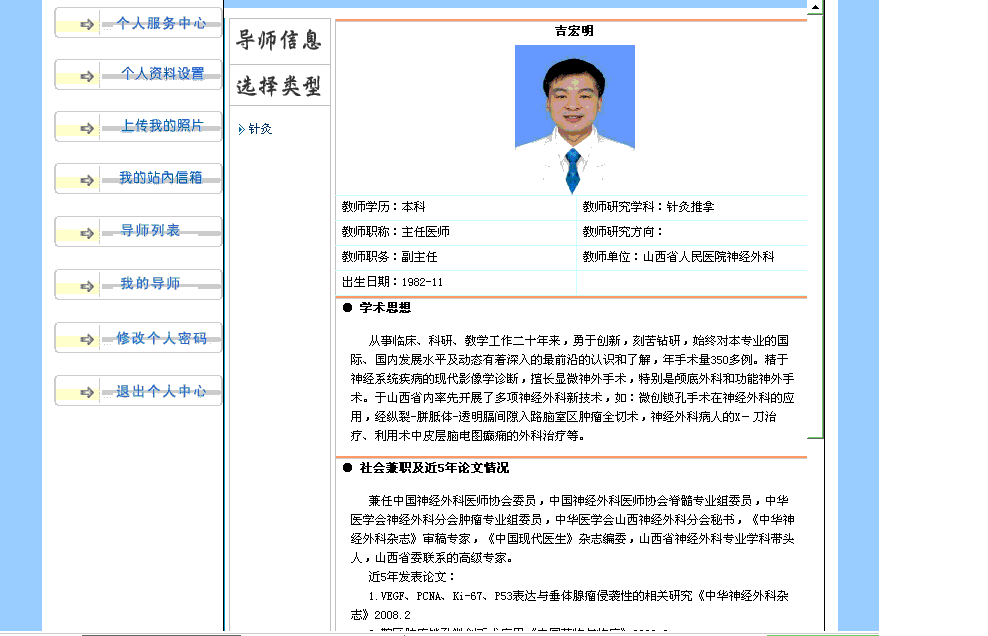 个人服务中心
个人资料设置
上传我的照片
我的站内信箱
导师列表
我的导师
修改个人密码
退出个人中心
导师信息
选择类型
针灸
吉宏明
教师学历：本科
教师研究学科：针灸推拿
教师职称：主任医师
教师研究方向：
教师职务：副主任
教师单位：山西省人民医院神经外科
出生日期：1982-11
● 学术思想
从事临床、科研、教学工作二十年来，勇于创新，刻苦钻研，始终对本专业的国
际、国内发展水平及动态有着深入的最前沿的认识和了解，年手术量350多例。精于
神经系统疾病的现代影像学诊断，擅长显微神外手术，特别是颅底外科和功能神外手
术。于山西省内率先开展了多项神经外科新技术，如：微创锁孔手术在神经外科的应
用，经纵裂-胼胝体-透明膈间隙入路脑室区肿瘤全切术，神经外科病人的X－刀治
疗、利用术中皮层脑电图癫痫的外科治疗等。
● 社会兼职及近5年论文情况
兼任中国神经外科医师协会委员，中国神经外科医师协会脊髓专业组委员，中华
医学会神经外科分会肿瘤专业组委员，中华医学会山西神经外科分会秘书，《中华神
经外科杂志》审稿专家，《中国现代医生》杂志编委，山西省神经外科专业学科带头
人，山西省委联系的高级专家。
近5年发表论文：
1.VEGF、PCNA、Ki-67、P53表达与垂体腺瘤侵袭性的相关研究《中华神经外科杂
志》2008.2